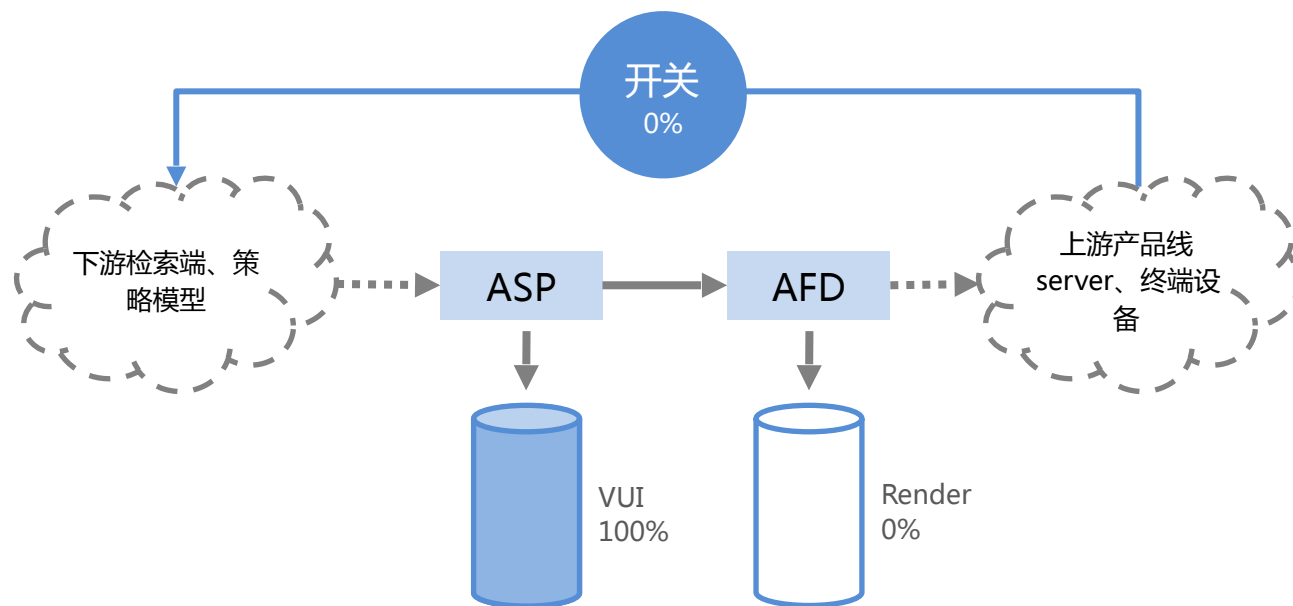 开关
0%
下游检索端、策
略模型
ASP
AFD
上游产品线
server、终端设
备
VUI
100%
Render
0%